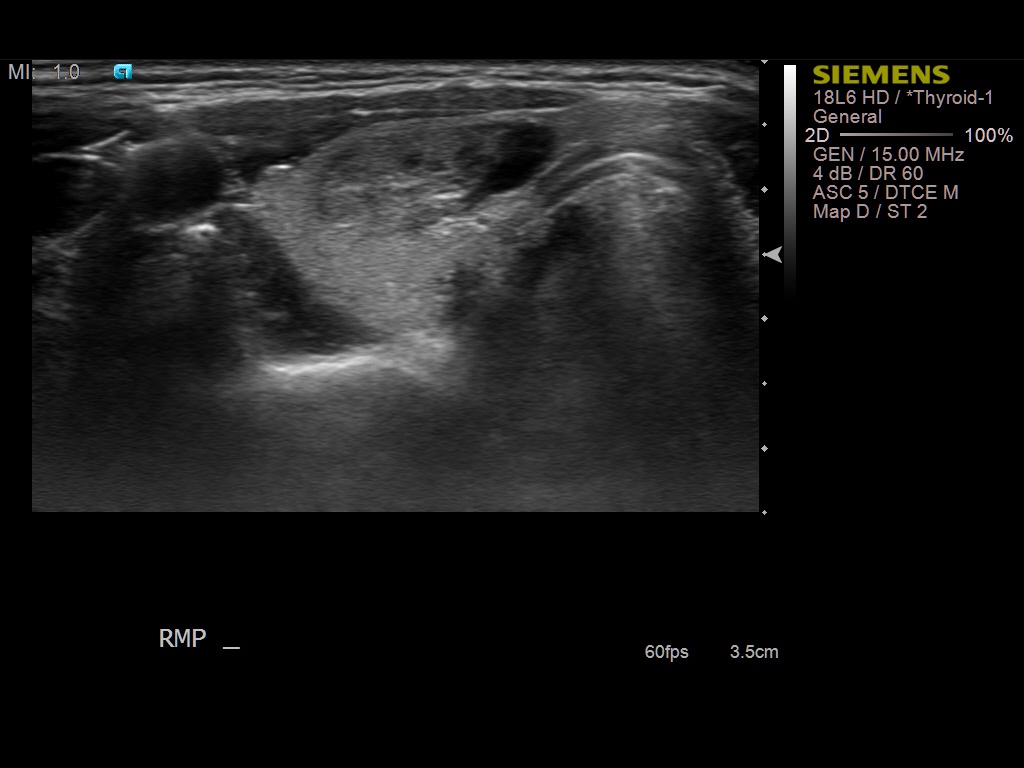 MI: 1.0
SIEMENS
18L6 HD / *Thyroid-1
General
2D 100%
GEN / 15.00 MHz
4 dB / DR 60
ASC 5 / DTCE M
Map D / ST 2
RMP _
60fps 3.5cm